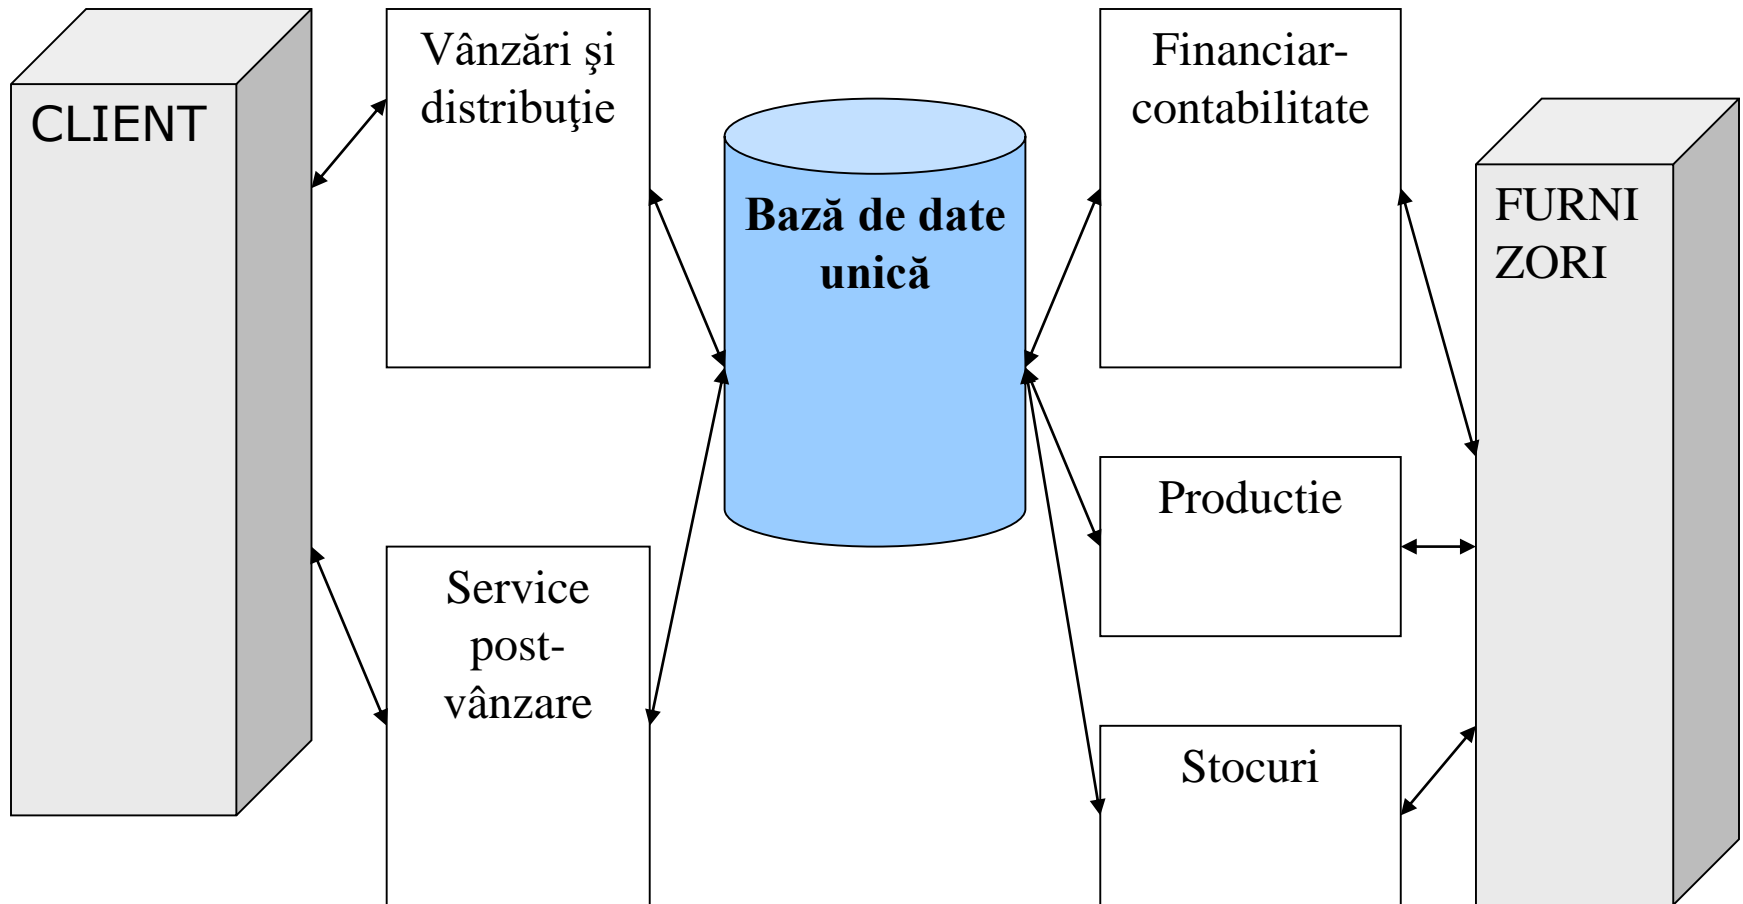 CLIENT
Vânzări şi
distribuţie
Service
post-
vânzare
Bază de date
unică
Financiar-
contabilitate
Productie
Stocuri
FURNI
ZORI